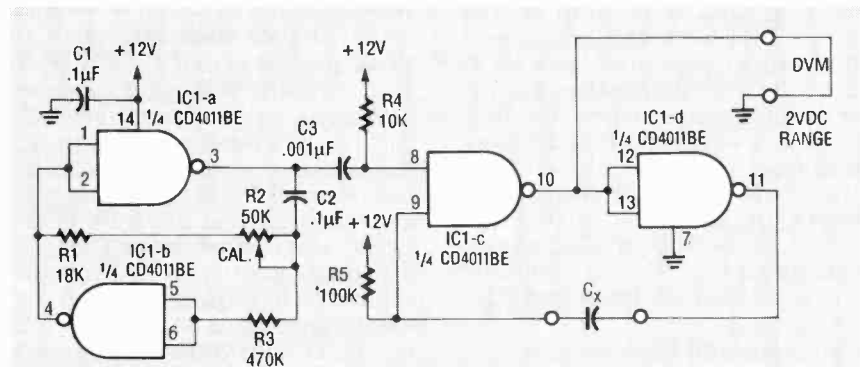 C1
.1µF
+12V
IC1-a
14
1/4 CD4011BE
1
2
3
C3
.001µF
+12V
R4
10K
C2
.1µF
R2
50K
CAL.
R1
18K
IC1-b
1/4 CD4011BE
4
5
6
R3
470K
+12V
R5
100K
8
9
10
IC1-c
1/4 CD4011BE
IC1-d
1/4 CD4011BE
12
13
11
7
CX
DVM
2VDC
RANGE